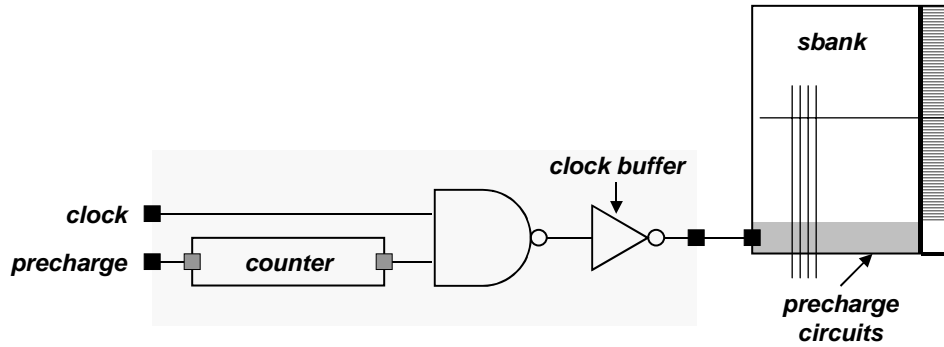 sbank
clock buffer
clock
precharge
counter
precharge
circuits